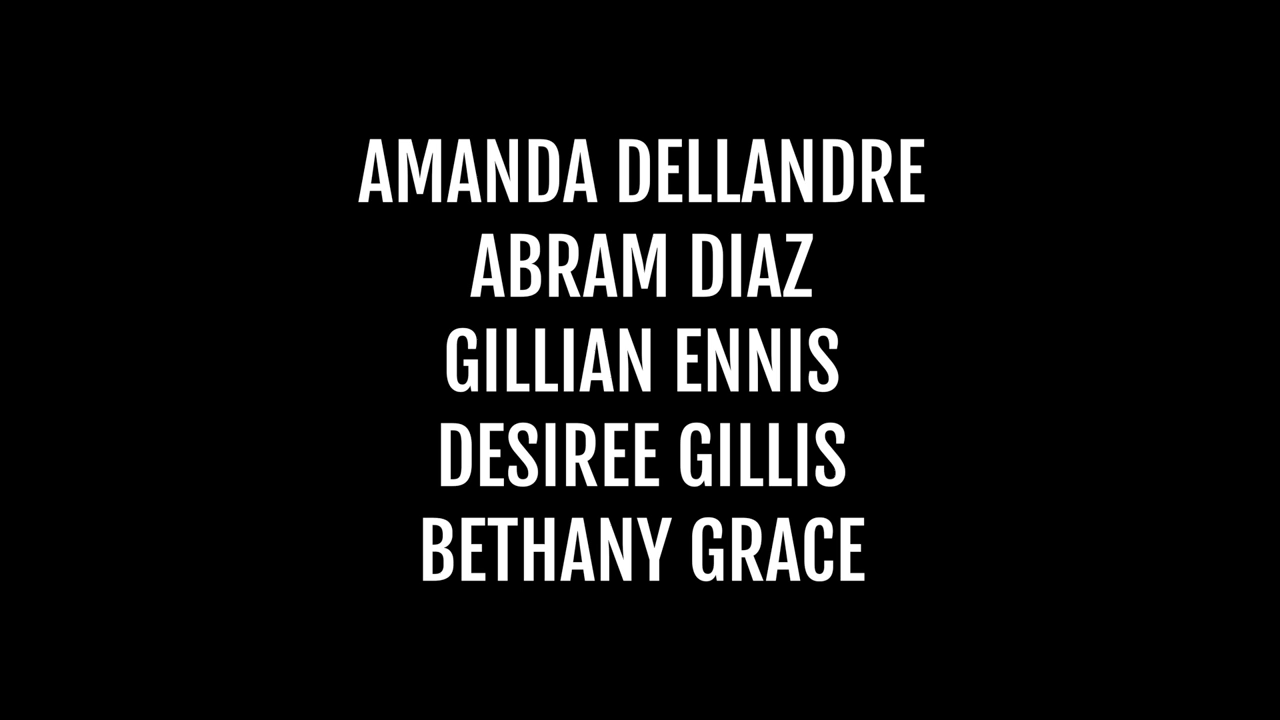 AMANDA DELLANDRE
ABRAM DIAZ
GILLIAN ENNIS
DESIREE GILLIS
BETHANY GRACE